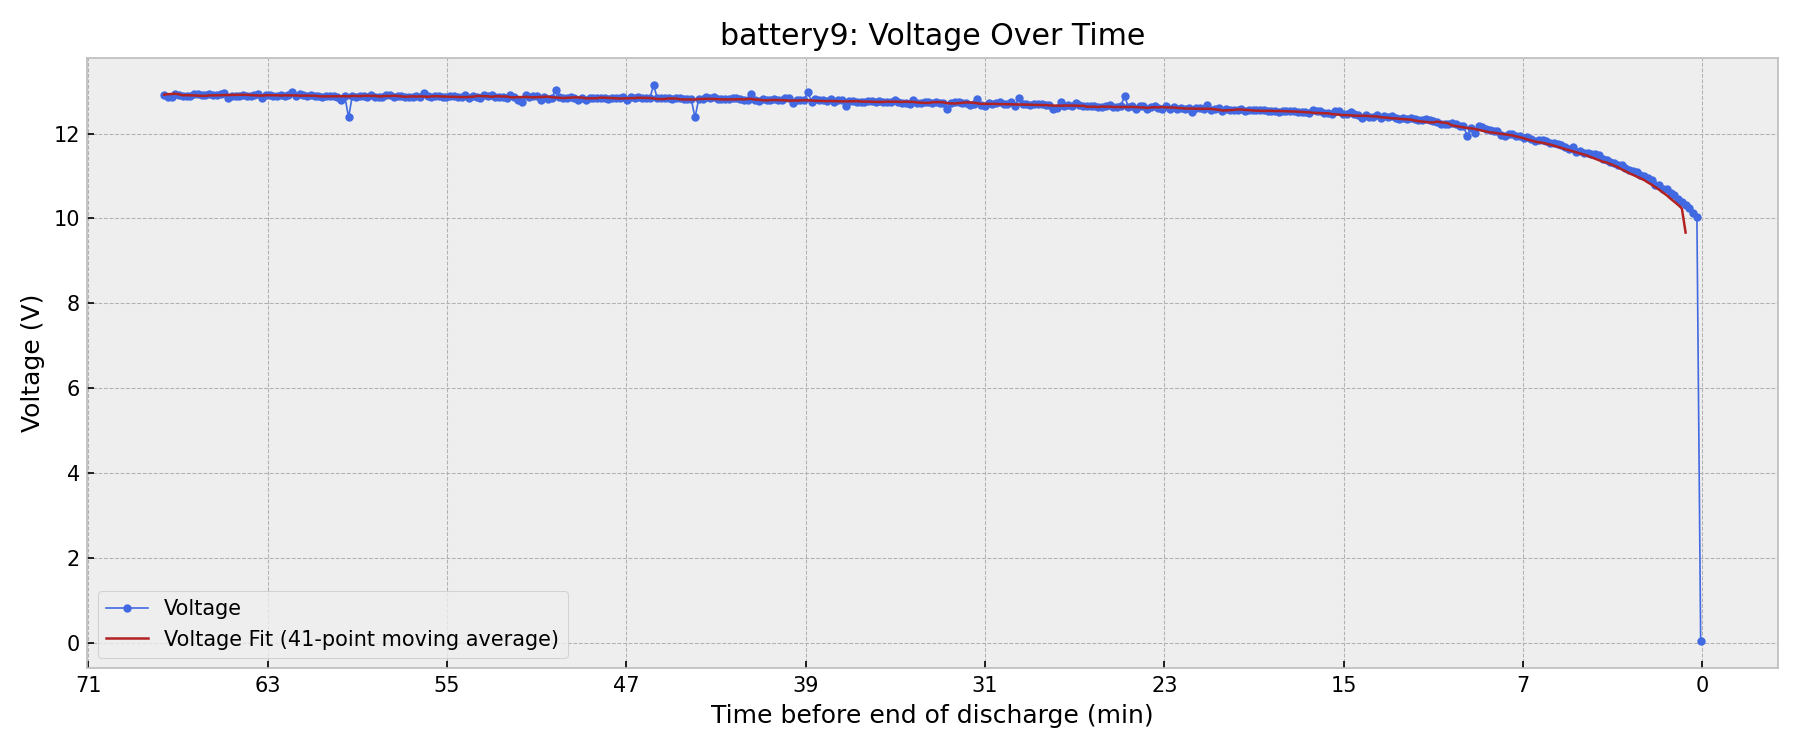 battery9: Voltage Over Time
Voltage (V)
12
10
8
6
4
2
0
Voltage
Voltage Fit (41-point moving average)
71 63 55 47 39 31 23 15 7 0
Time before end of discharge (min)